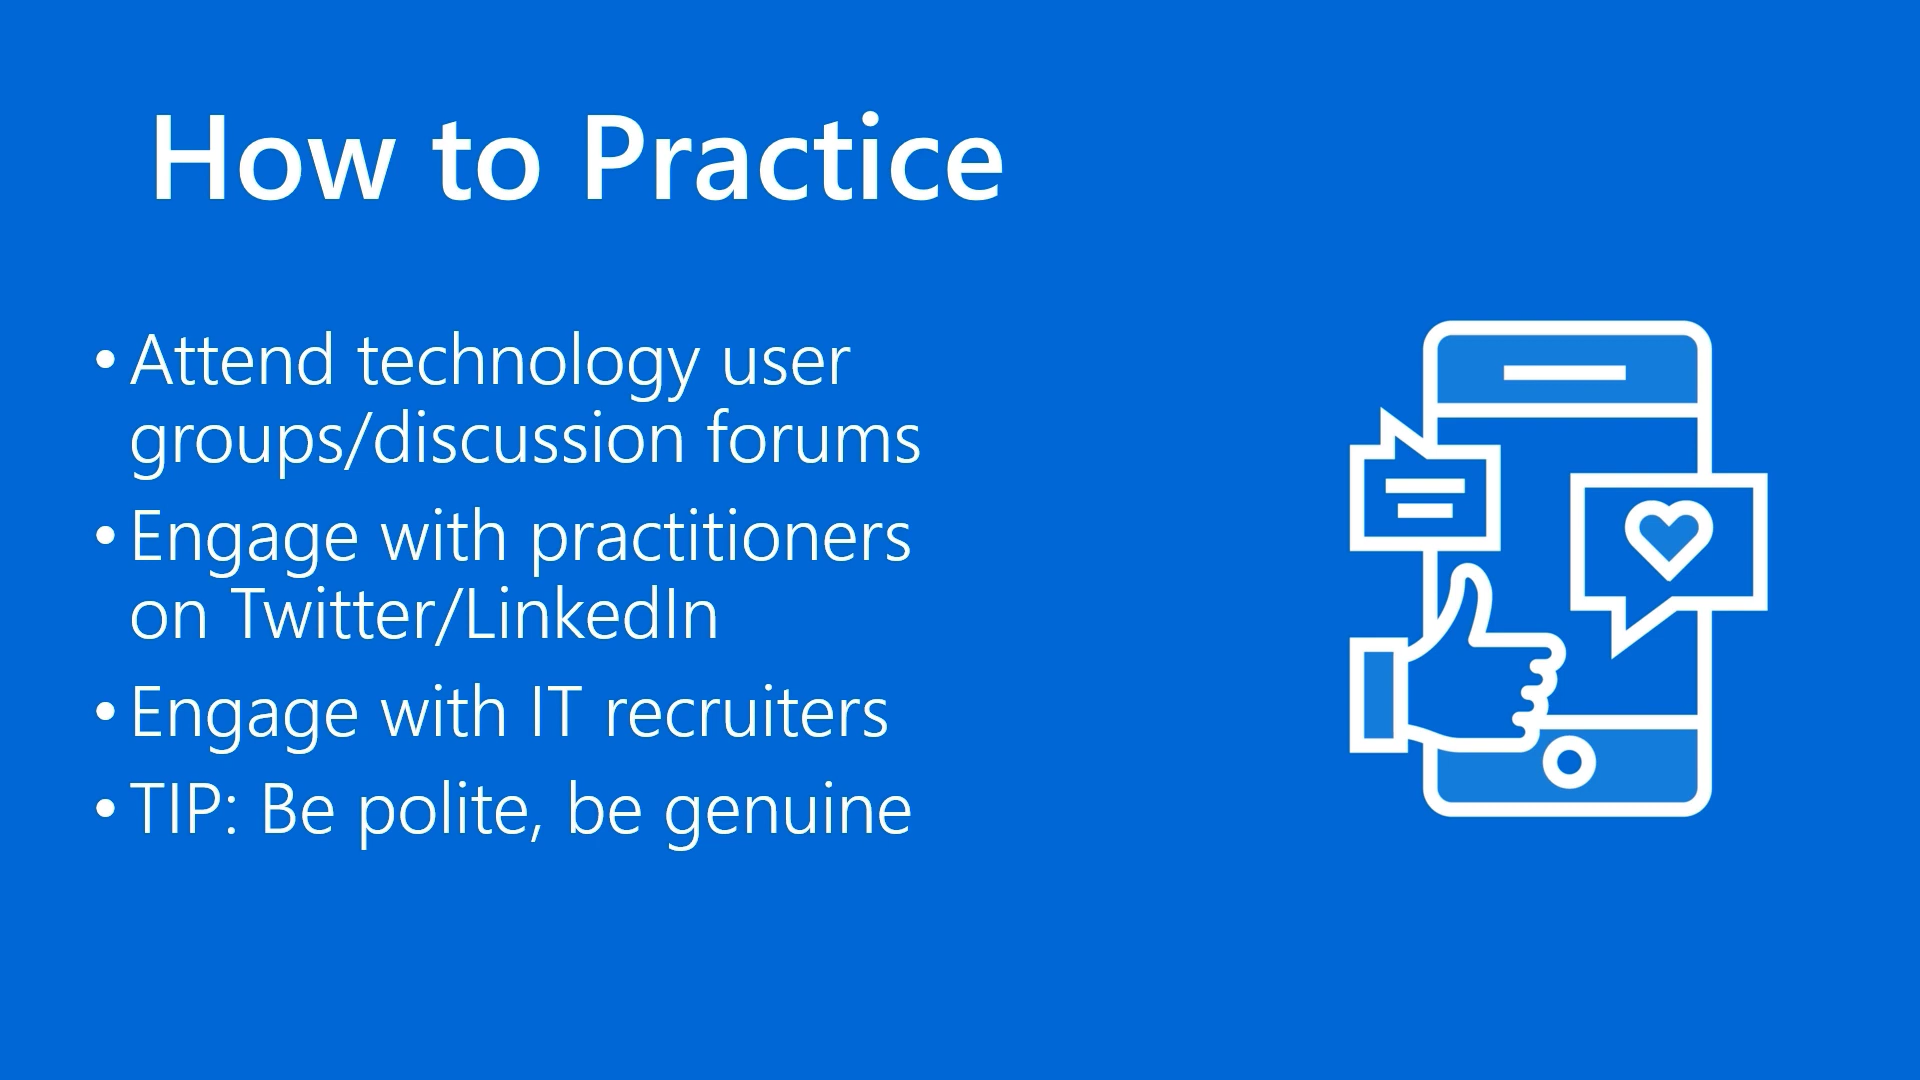 How to Practice
• Attend technology user
groups/discussion forums
• Engage with practitioners
on Twitter/LinkedIn
• Engage with IT recruiters
• TIP: Be polite, be genuine